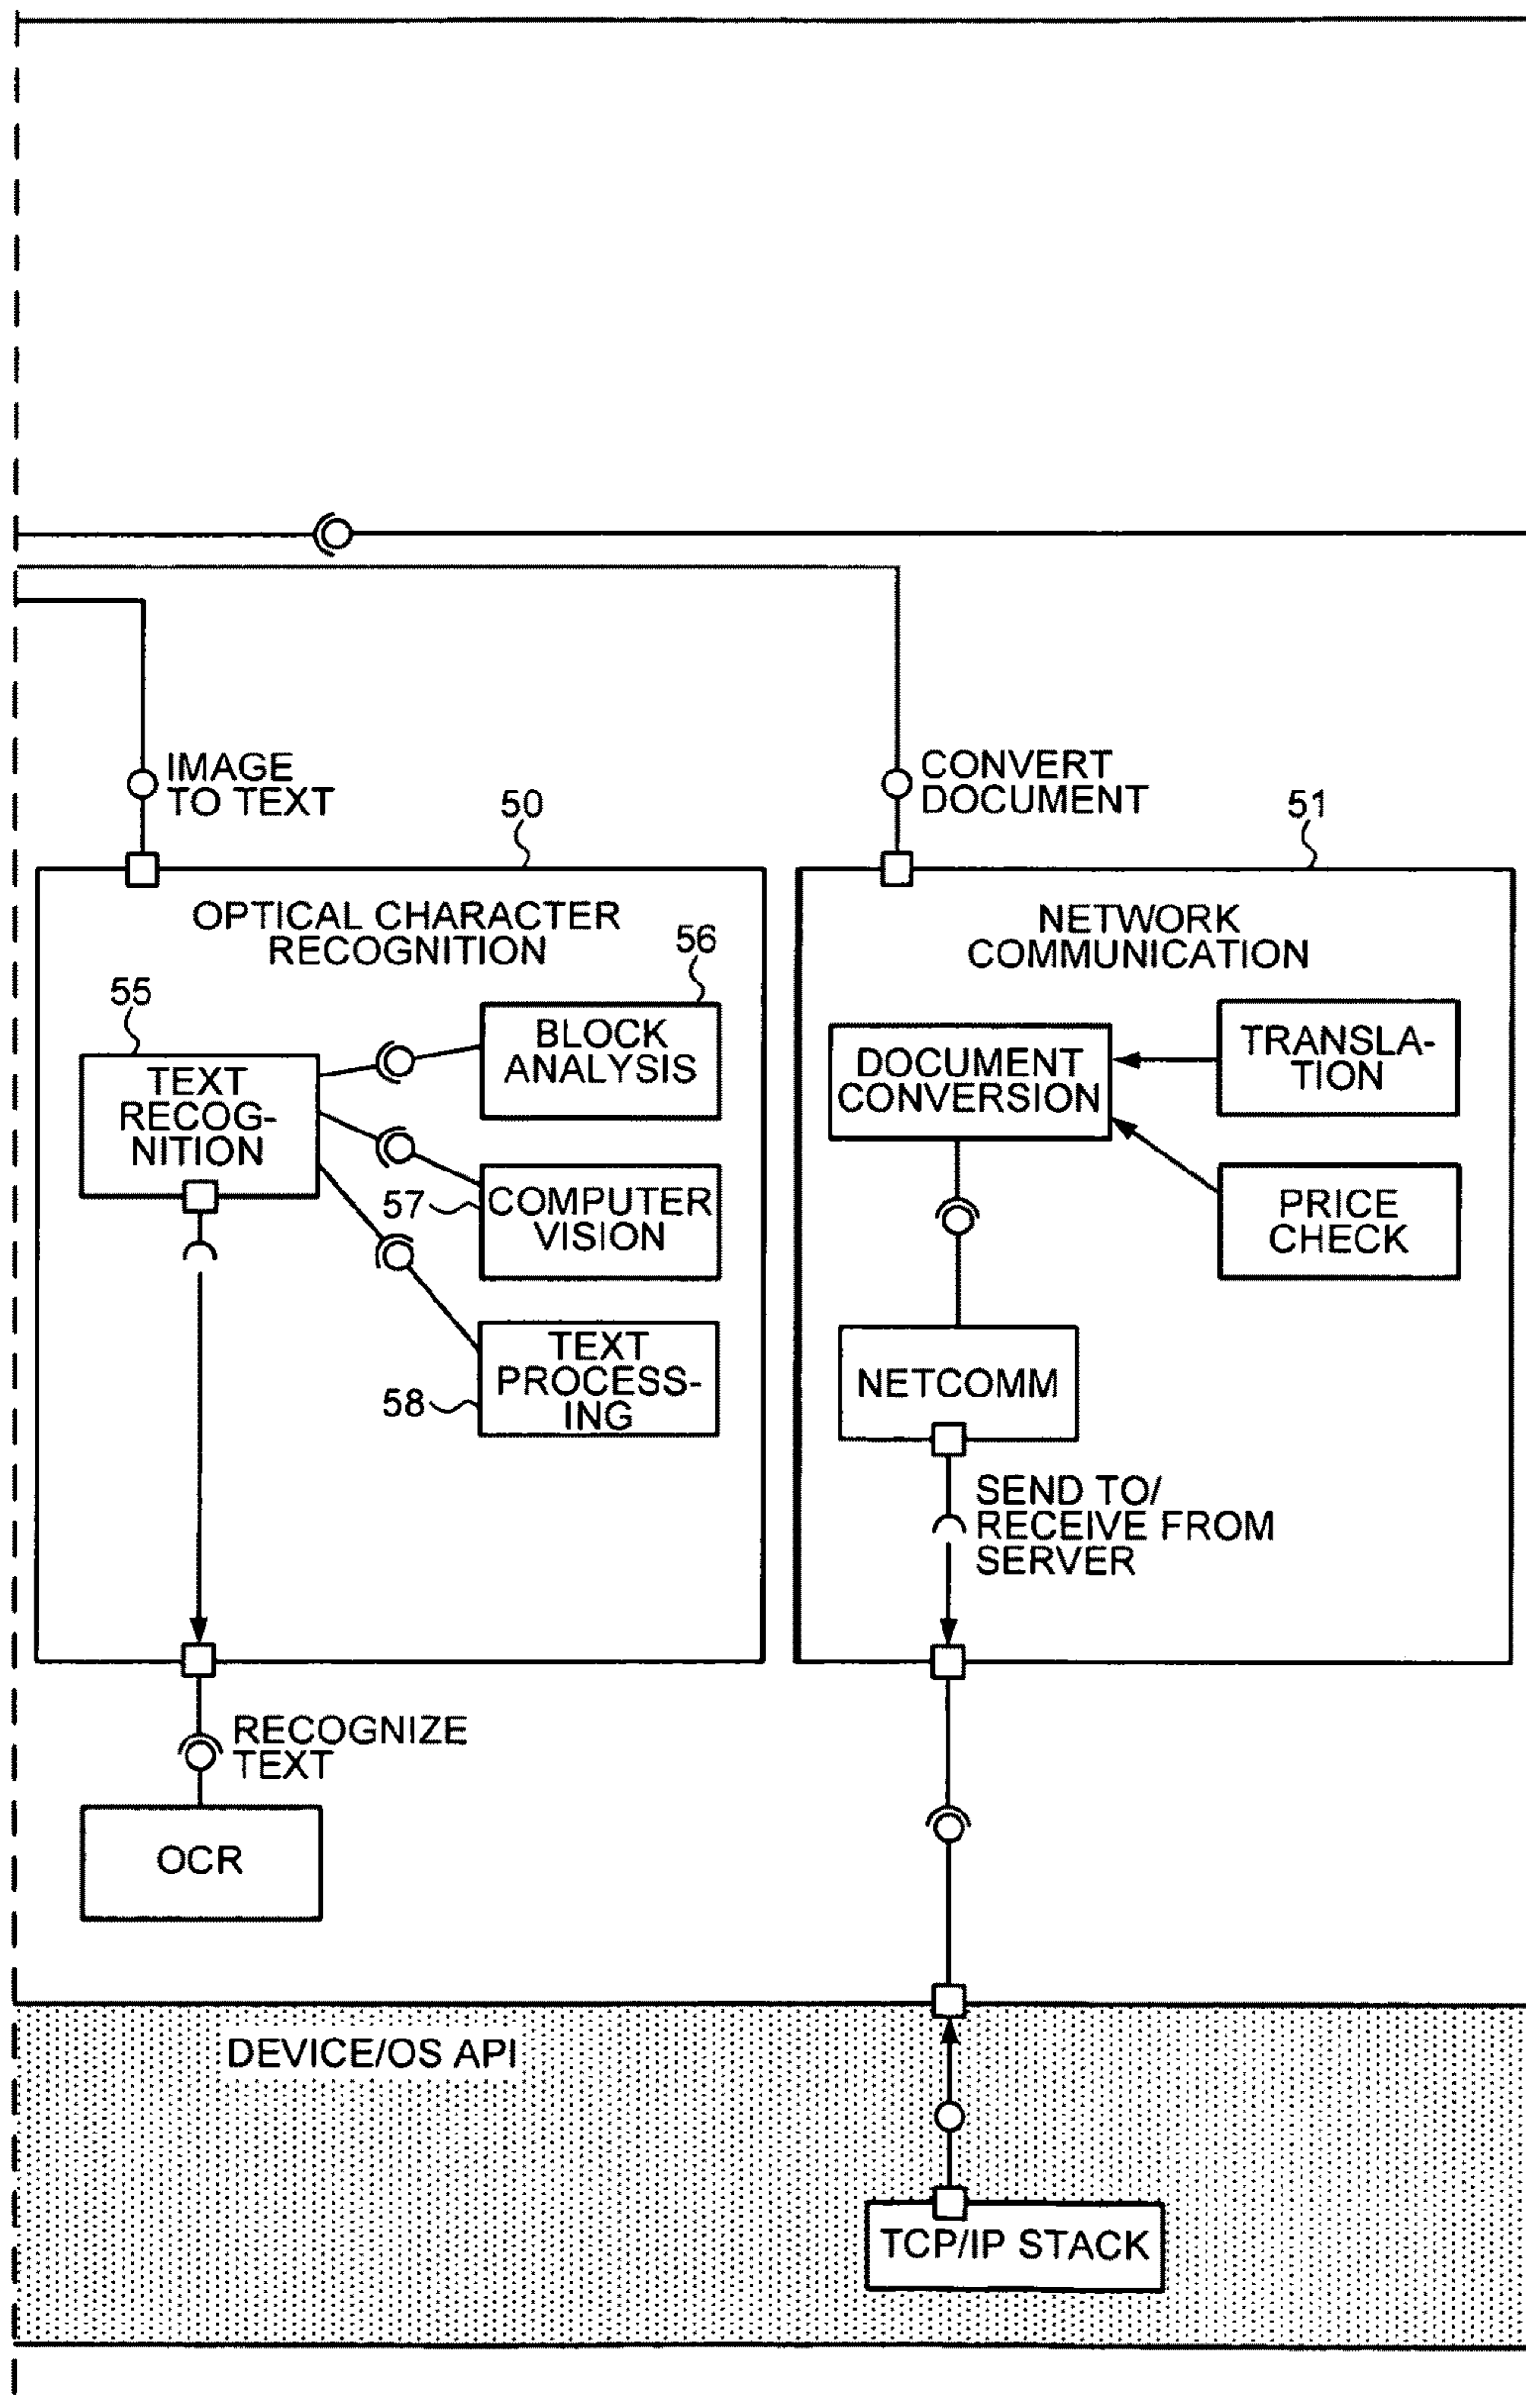 IMAGE
TO TEXT
CONVERT
DOCUMENT
50
51
OPTICAL CHARACTER
RECOGNITION
55
56
TEXT
RECOG-
NITION
BLOCK
ANALYSIS
57
COMPUTER
VISION
58
TEXT
PROCESS-
ING
NETWORK
COMMUNICATION
DOCUMENT
CONVERSION
TRANSLA-
TION
PRICE
CHECK
NETCOMM
SEND TO/
RECEIVE FROM
SERVER
RECOGNIZE
TEXT
OCR
DEVICE/OS API
TCP/IP STACK